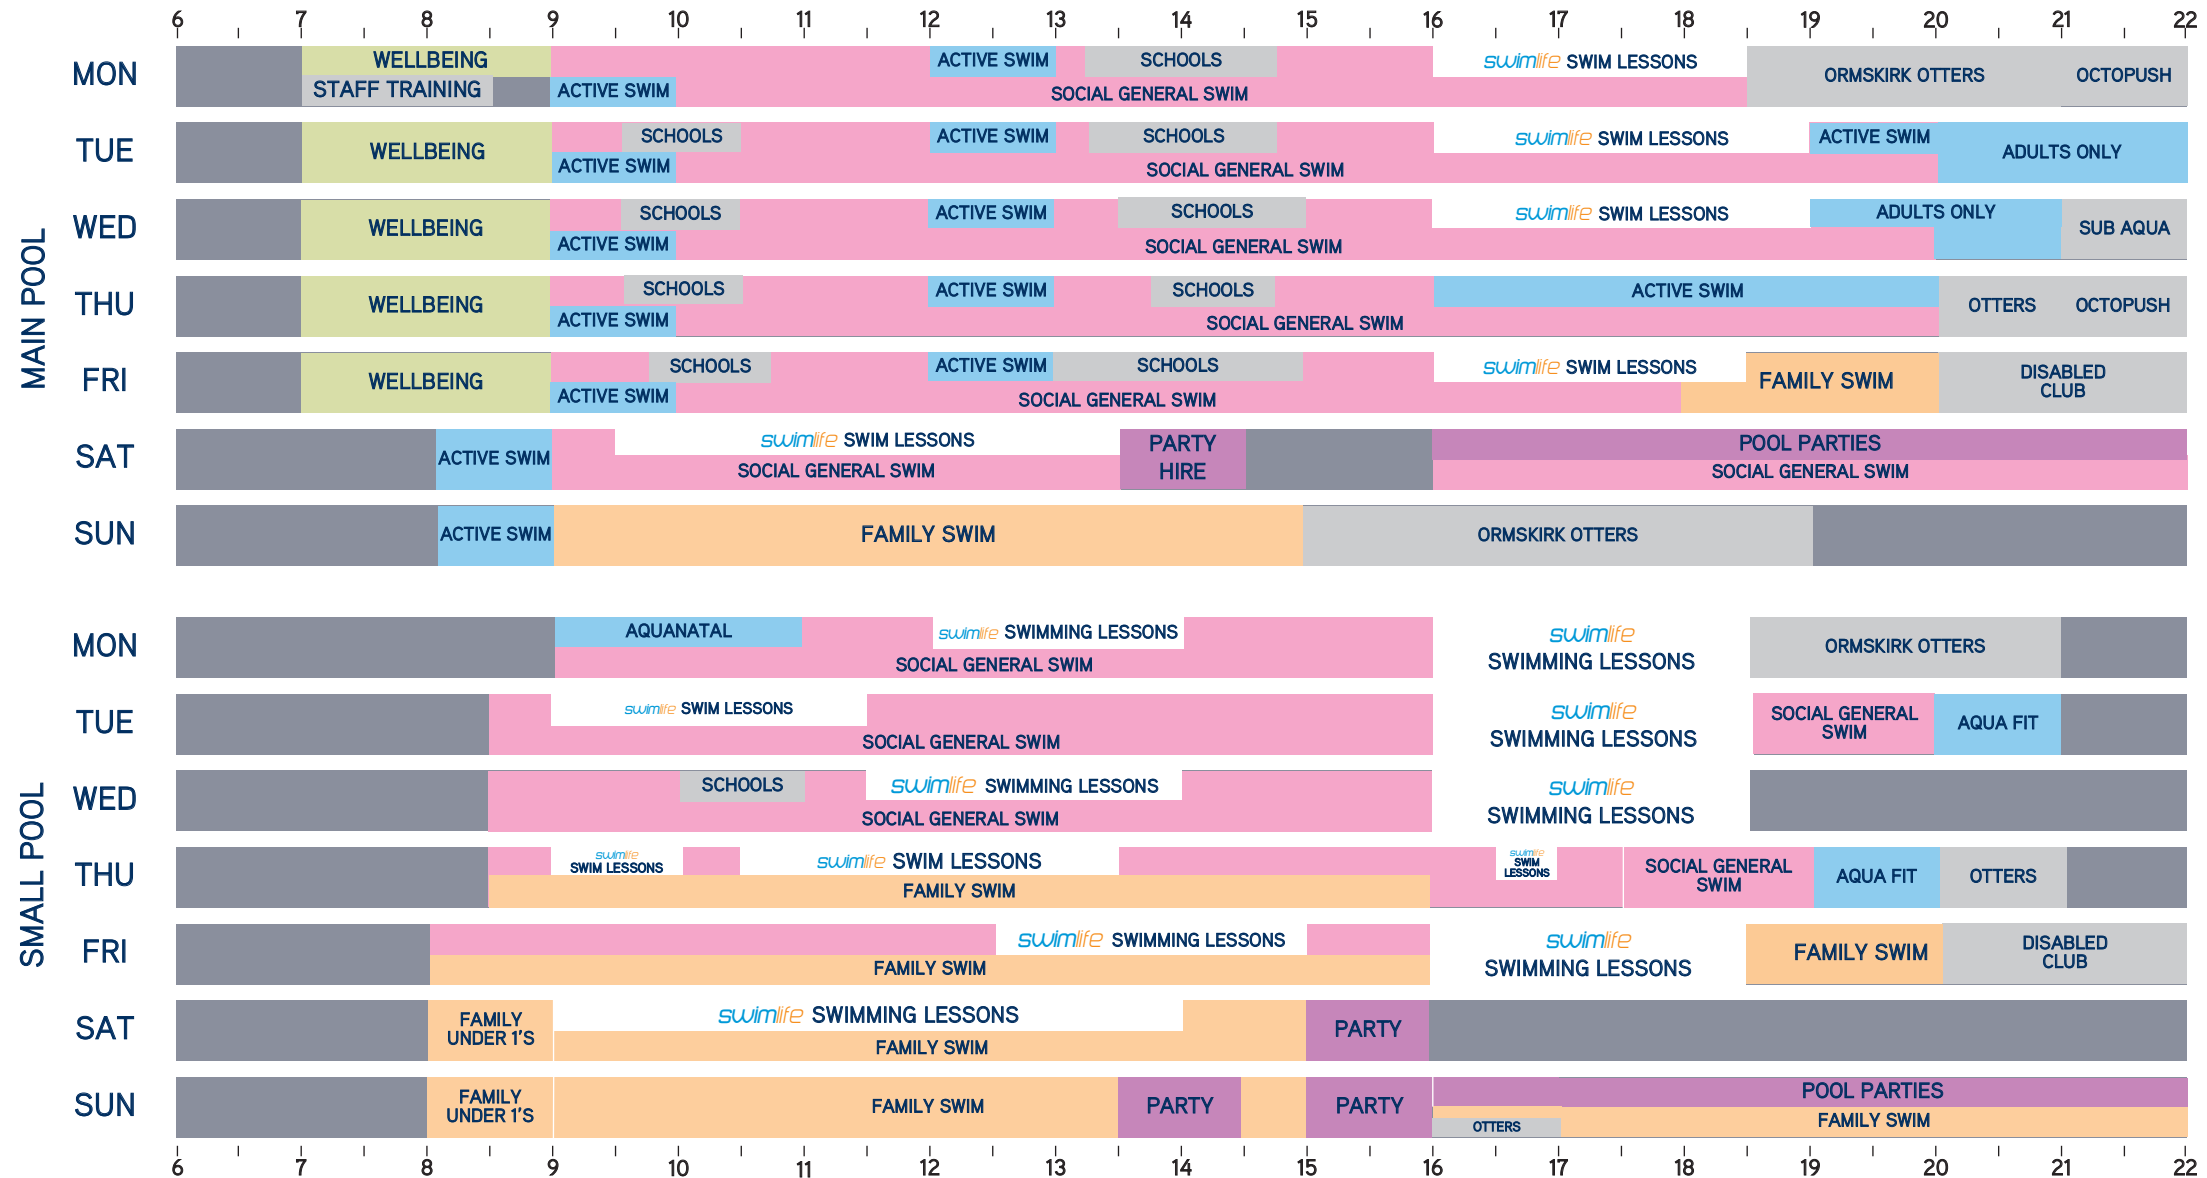 6 7 8 9 10 11 12 13 14 15 16 17 18 19 20 21 22
MAIN POOL
MON
WELLBEING
STAFF TRAINING
ACTIVE SWIM
ACTIVE SWIM
SCHOOLS
SOCIAL GENERAL SWIM
swimlife SWIM LESSONS
ORMSKIRK OTTERS
OCTOPUSH
TUE
WELLBEING
SCHOOLS
ACTIVE SWIM
ACTIVE SWIM
SCHOOLS
SOCIAL GENERAL SWIM
swimlife SWIM LESSONS
ACTIVE SWIM
ADULTS ONLY
WED
WELLBEING
SCHOOLS
ACTIVE SWIM
ACTIVE SWIM
SCHOOLS
SOCIAL GENERAL SWIM
swimlife SWIM LESSONS
ADULTS ONLY
SUB AQUA
THU
WELLBEING
SCHOOLS
ACTIVE SWIM
ACTIVE SWIM
SCHOOLS
SOCIAL GENERAL SWIM
ACTIVE SWIM
OTTERS
OCTOPUSH
FRI
WELLBEING
SCHOOLS
ACTIVE SWIM
ACTIVE SWIM
SCHOOLS
SOCIAL GENERAL SWIM
swimlife SWIM LESSONS
FAMILY SWIM
DISABLED
CLUB
SAT
ACTIVE SWIM
swimlife SWIM LESSONS
SOCIAL GENERAL SWIM
PARTY
HIRE
POOL PARTIES
SOCIAL GENERAL SWIM
SUN
ACTIVE SWIM
FAMILY SWIM
ORMSKIRK OTTERS
SMALL POOL
MON
AQUANATAL
swimlife SWIMMING LESSONS
SOCIAL GENERAL SWIM
swimlife
SWIMMING LESSONS
ORMSKIRK OTTERS
TUE
swimlife SWIM LESSONS
SOCIAL GENERAL SWIM
swimlife
SWIMMING LESSONS
SOCIAL GENERAL
SWIM
AQUA FIT
WED
SCHOOLS
swimlife SWIMMING LESSONS
SOCIAL GENERAL SWIM
swimlife
SWIMMING LESSONS
THU
swimlife
SWIM LESSONS
swimlife SWIM LESSONS
FAMILY SWIM
swimlife
SWIM
LESSONS
SOCIAL GENERAL
SWIM
AQUA FIT
OTTERS
FRI
swimlife SWIMMING LESSONS
FAMILY SWIM
swimlife
SWIMMING LESSONS
FAMILY SWIM
DISABLED
CLUB
SAT
FAMILY
UNDER 1'S
swimlife SWIMMING LESSONS
FAMILY SWIM
PARTY
SUN
FAMILY
UNDER 1'S
FAMILY SWIM
PARTY
PARTY
POOL PARTIES
OTTERS
FAMILY SWIM
6 7 8 9 10 11 12 13 14 15 16 17 18 19 20 21 22